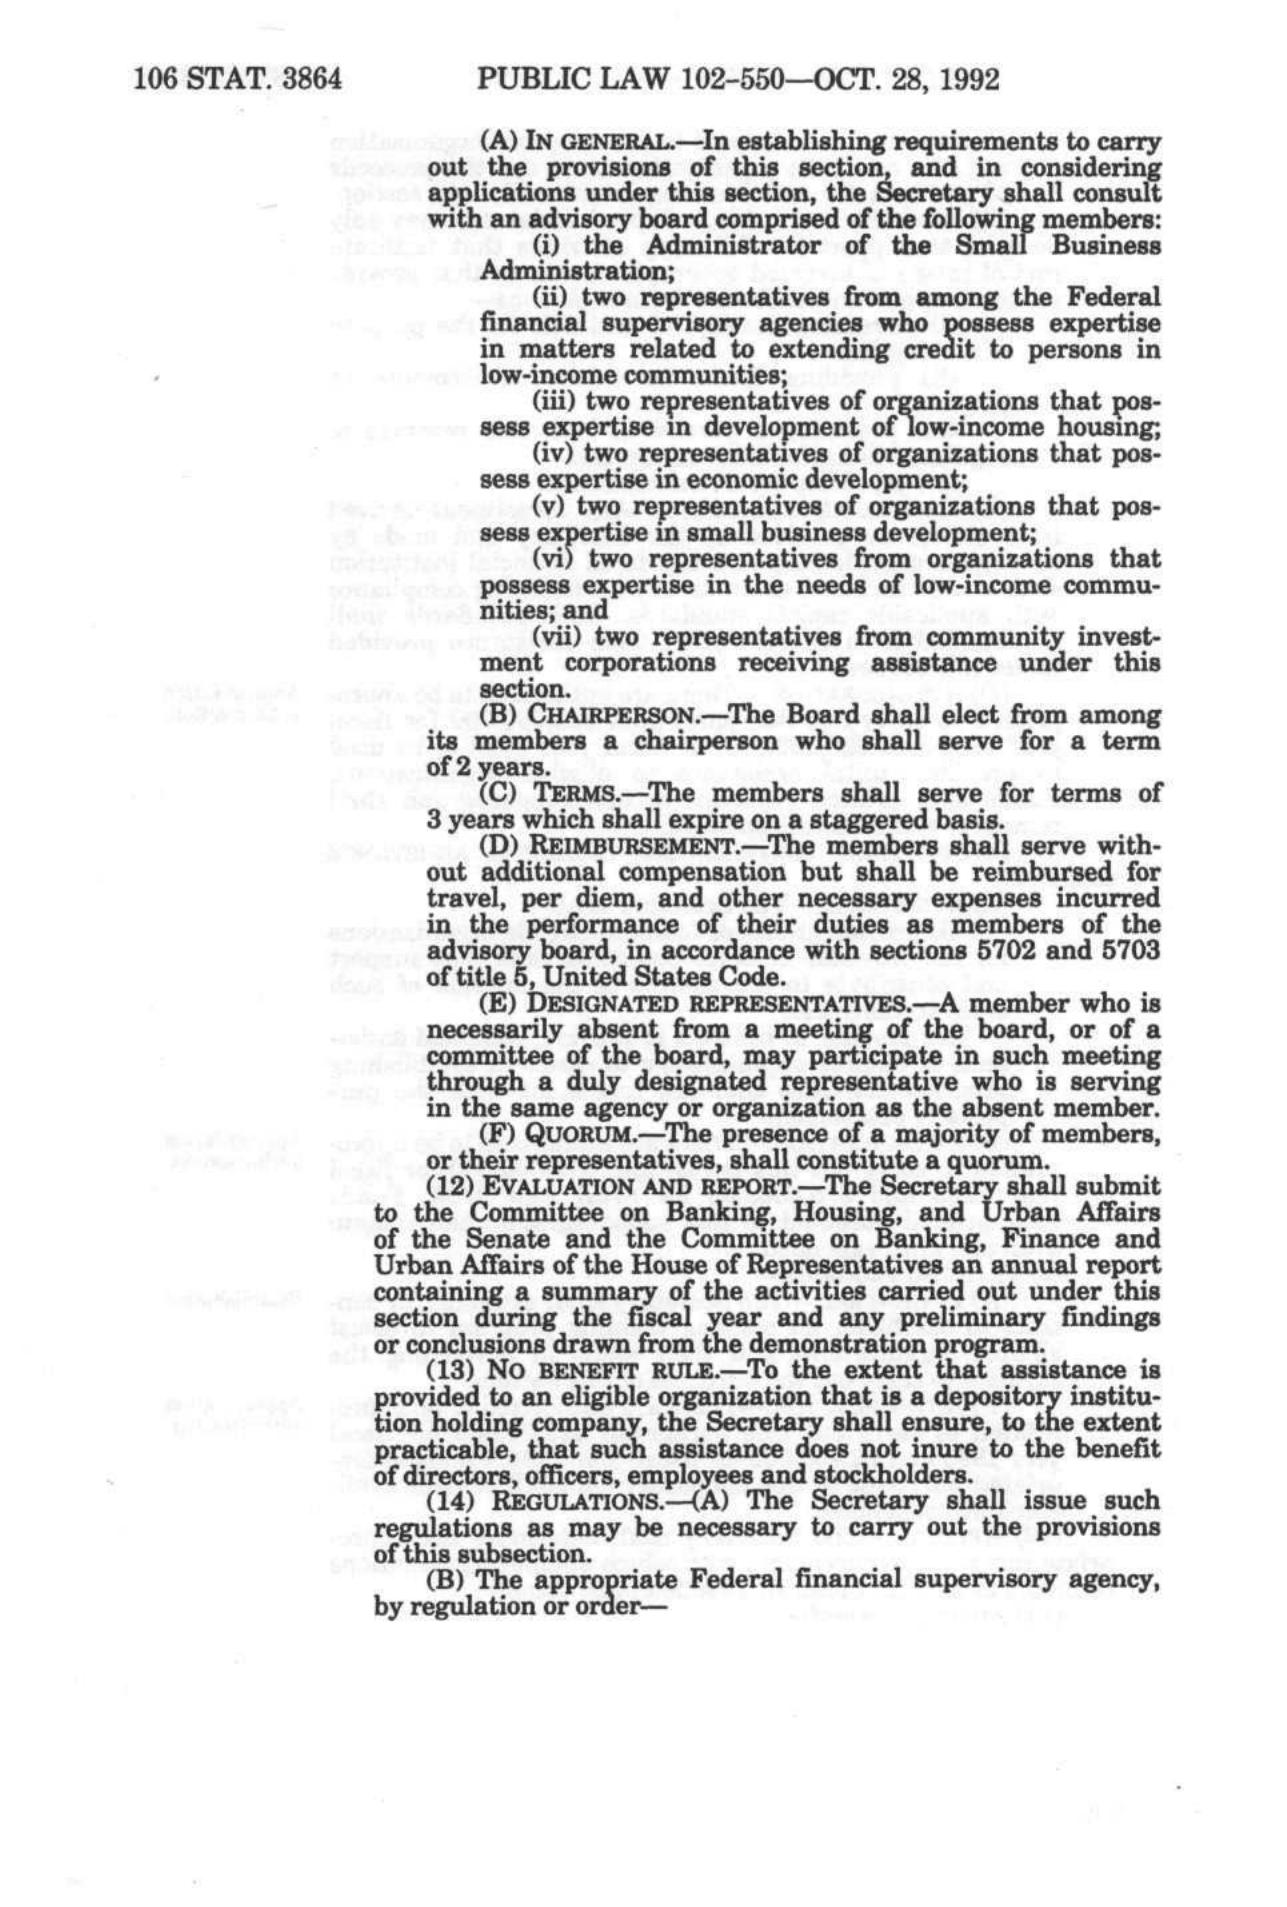 106 STAT. 3864 PUBLIC LAW 102–550—OCT. 28, 1992
(A) IN GENERAL.—In establishing requirements to carry
out the provisions of this section, and in considering
applications under this section, the Secretary shall consult
with an advisory board comprised of the following members:
(i) the Administrator of the Small Business
Administration;
(ii) two representatives from among the Federal
financial supervisory agencies who possess expertise
in matters related to extending credit to persons in
low-income communities;
(iii) two representatives of organizations that pos-
sess expertise in development of low-income housing;
(iv) two representatives of organizations that pos-
sess expertise in economic development;
(v) two representatives of organizations that pos-
sess expertise in small business development;
(vi) two representatives from organizations that
possess expertise in the needs of low-income commu-
nities; and
(vii) two representatives from community invest-
ment corporations receiving assistance under this
section.
(B) CHAIRPERSON.—The Board shall elect from among
its members a chairperson who shall serve for a term
of 2 years.
(C) TERMS.—The members shall serve for terms of
3 years which shall expire on a staggered basis.
(D) REIMBURSEMENT.—The members shall serve with-
out additional compensation but shall be reimbursed for
travel, per diem, and other necessary expenses incurred
in the performance of their duties as members of the
advisory board, in accordance with sections 5702 and 5703
of title 5, United States Code.
(E) DESIGNATED REPRESENTATIVES.—A member who is
necessarily absent from a meeting of the board, or of a
committee of the board, may participate in such meeting
through a duly designated representative who is serving
in the same agency or organization as the absent member.
(F) QUORUM.—The presence of a majority of members,
or their representatives, shall constitute a quorum.
(12) EVALUATION AND REPORT.—The Secretary shall submit
to the Committee on Banking, Housing, and Urban Affairs
of the Senate and the Committee on Banking, Finance and
Urban Affairs of the House of Representatives an annual report
containing a summary of the activities carried out under this
section during the fiscal year and any preliminary findings
or conclusions drawn from the demonstration program.
(13) NO BENEFIT RULE.—To the extent that assistance is
provided to an eligible organization that is a depository institu-
tion holding company, the Secretary shall ensure, to the extent
practicable, that such assistance does not inure to the benefit
of directors, officers, employees and stockholders.
(14) REGULATIONS.—(A) The Secretary shall issue such
regulations as may be necessary to carry out the provisions
of this subsection.
(B) The appropriate Federal financial supervisory agency,
by regulation or order—